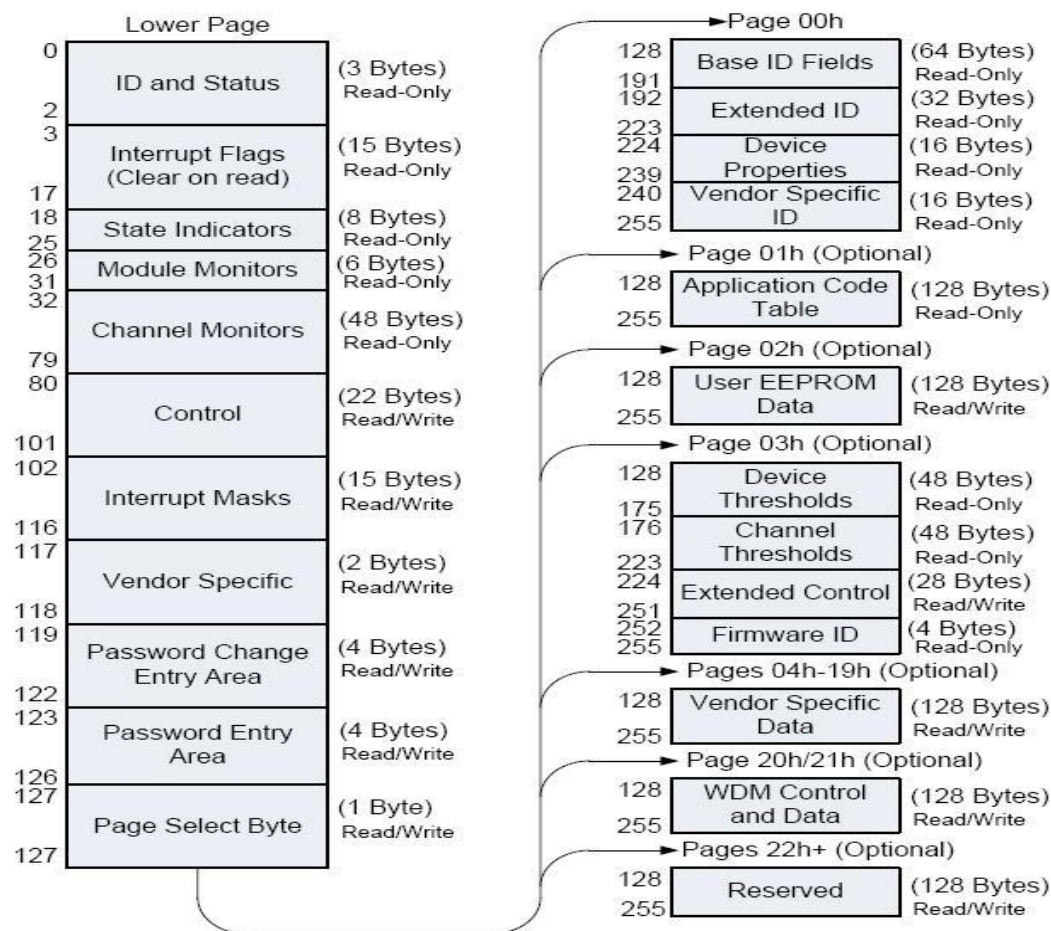 Lower Page
0
ID and Status
(3 Bytes)
Read-Only
2
3
Interrupt Flags
(Clear on read)
(15 Bytes)
Read-Only
17
18
State Indicators
(8 Bytes)
Read-Only
25
26
Module Monitors
(6 Bytes)
Read-Only
31
32
Channel Monitors
(48 Bytes)
Read-Only
79
80
Control
(22 Bytes)
Read/Write
101
102
Interrupt Masks
(15 Bytes)
Read/Write
116
117
Vendor Specific
(2 Bytes)
Read/Write
118
119
Password Change
Entry Area
(4 Bytes)
Read/Write
122
123
Password Entry
Area
(4 Bytes)
Read/Write
126
127
Page Select Byte
(1 Byte)
Read/Write
127
Page 00h
128
Base ID Fields
(64 Bytes)
Read-Only
191
192
Extended ID
(32 Bytes)
Read-Only
223
224
Device
Properties
(16 Bytes)
Read-Only
239
240
Vendor Specific
ID
(16 Bytes)
Read-Only
255
Page 01h (Optional)
128
Application Code
Table
(128 Bytes)
Read-Only
255
Page 02h (Optional)
128
User EEPROM
Data
(128 Bytes)
Read/Write
255
Page 03h (Optional)
128
Device
Thresholds
(48 Bytes)
Read-Only
175
176
Channel
Thresholds
(48 Bytes)
Read-Only
223
224
Extended Control
(28 Bytes)
Read/Write
251
252
Firmware ID
(4 Bytes)
Read-Only
255
Pages 04h-19h (Optional)
128
Vendor Specific
Data
(128 Bytes)
Read/Write
255
Page 20h/21h (Optional)
128
WDM Control
and Data
(128 Bytes)
Read/Write
255
Pages 22h+ (Optional)
128
Reserved
(128 Bytes)
Read/Write
255